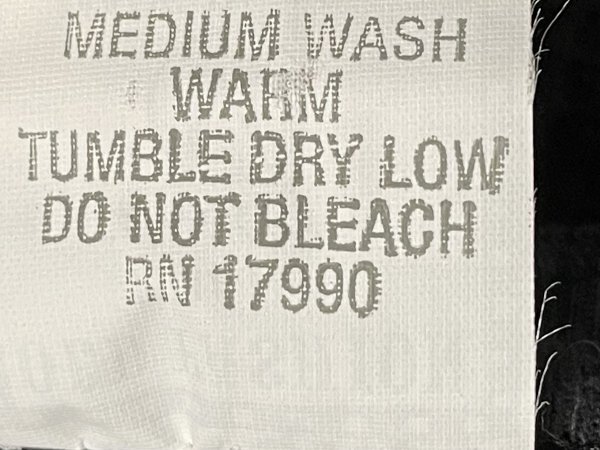 MEDIUM WASH
WARM
TUMBLE DRY LOW
DO NOT BLEACH
RN 17990